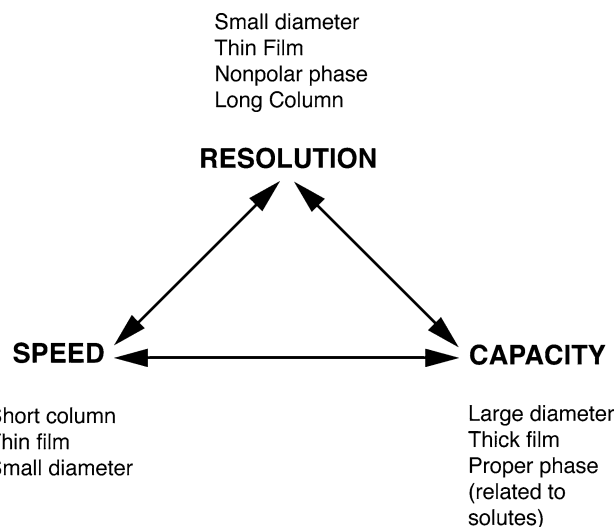 Small diameter
Thin Film
Nonpolar phase
Long Column
RESOLUTION
SPEED
CAPACITY
Short column
Thin film
Small diameter
Large diameter
Thick film
Proper phase
(related to
solutes)